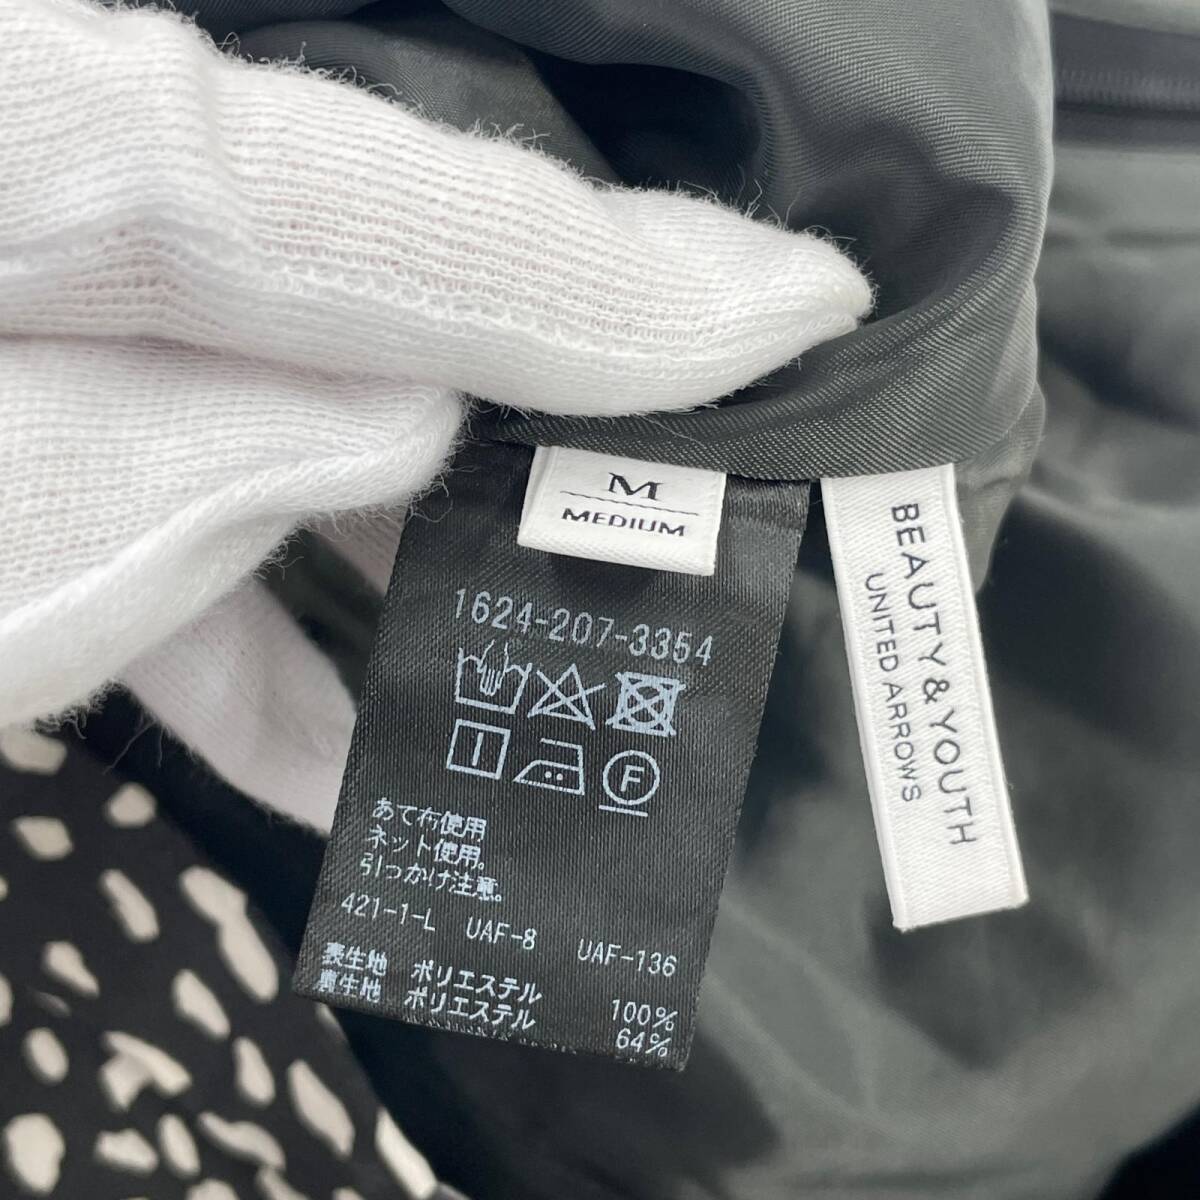 M
MEDIUM
1624-207-3354
F
あて布使用
ネット使用。
引っかけ注意。
421-1-L UAF-8 UAF-136
表生地 ポリエステル 100%
裏生地 ポリエステル 64%
BEAUTY&YOUTH
UNITED ARROWS